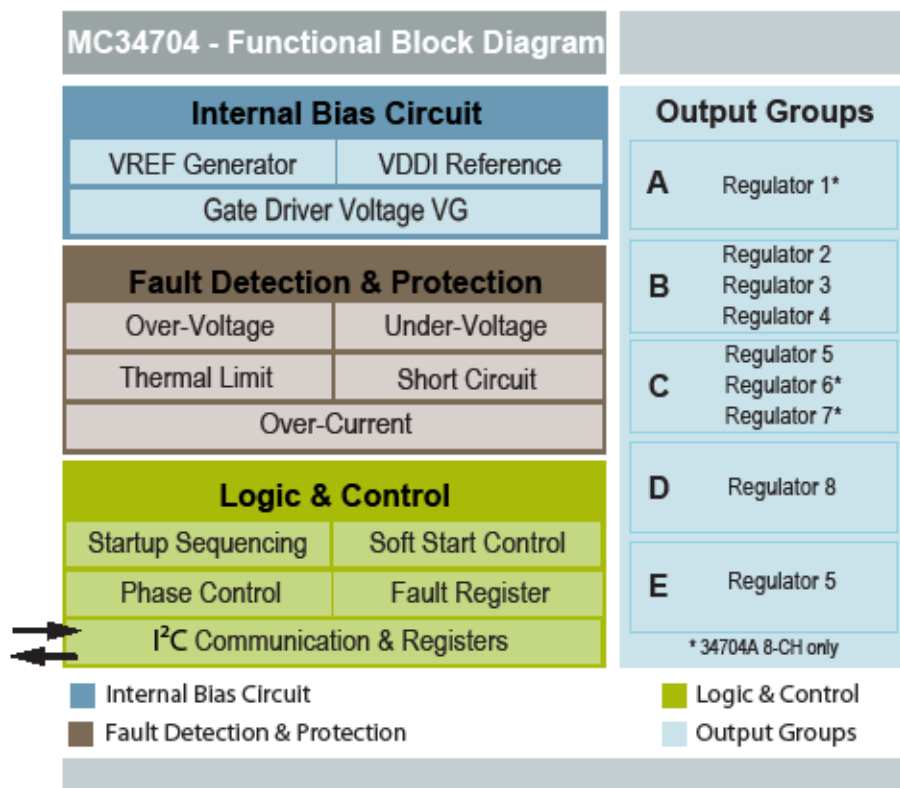 MC34704 - Functional Block Diagram
Internal Bias Circuit
VREF Generator
VDDI Reference
Gate Driver Voltage VG
Fault Detection & Protection
Over-Voltage
Under-Voltage
Thermal Limit
Short Circuit
Over-Current
Logic & Control
Startup Sequencing
Soft Start Control
Phase Control
Fault Register
I²C Communication & Registers
Output Groups
A
Regulator 1*
B
Regulator 2
Regulator 3
Regulator 4
C
Regulator 5
Regulator 6*
Regulator 7*
D
Regulator 8
E
Regulator 5
* 34704A 8-CH only
Internal Bias Circuit
Fault Detection & Protection
Logic & Control
Output Groups